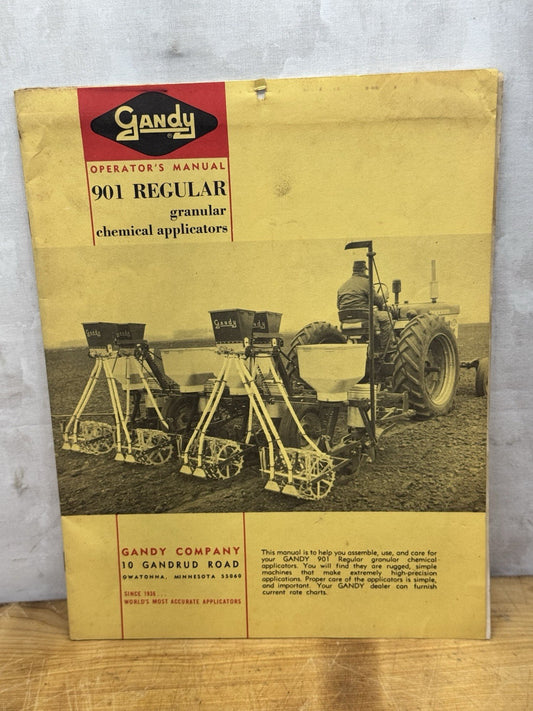 Gandy
®
OPERATOR'S MANUAL
901 REGULAR
granular
chemical applicators
Gandy
Gandy
GANDY COMPANY
10 GANDRUD ROAD
OWATONNA, MINNESOTA 55060
SINCE 1936 . . .
WORLD'S MOST ACCURATE APPLICATORS
This manual is to help you assemble, use, and care for
your GANDY 901 Regular granular chemical
applicators. You will find they are rugged, simple
machines that make extremely high-precision
applications. Proper care of the applicators is simple,
and important. Your GANDY dealer can furnish
current rate charts.